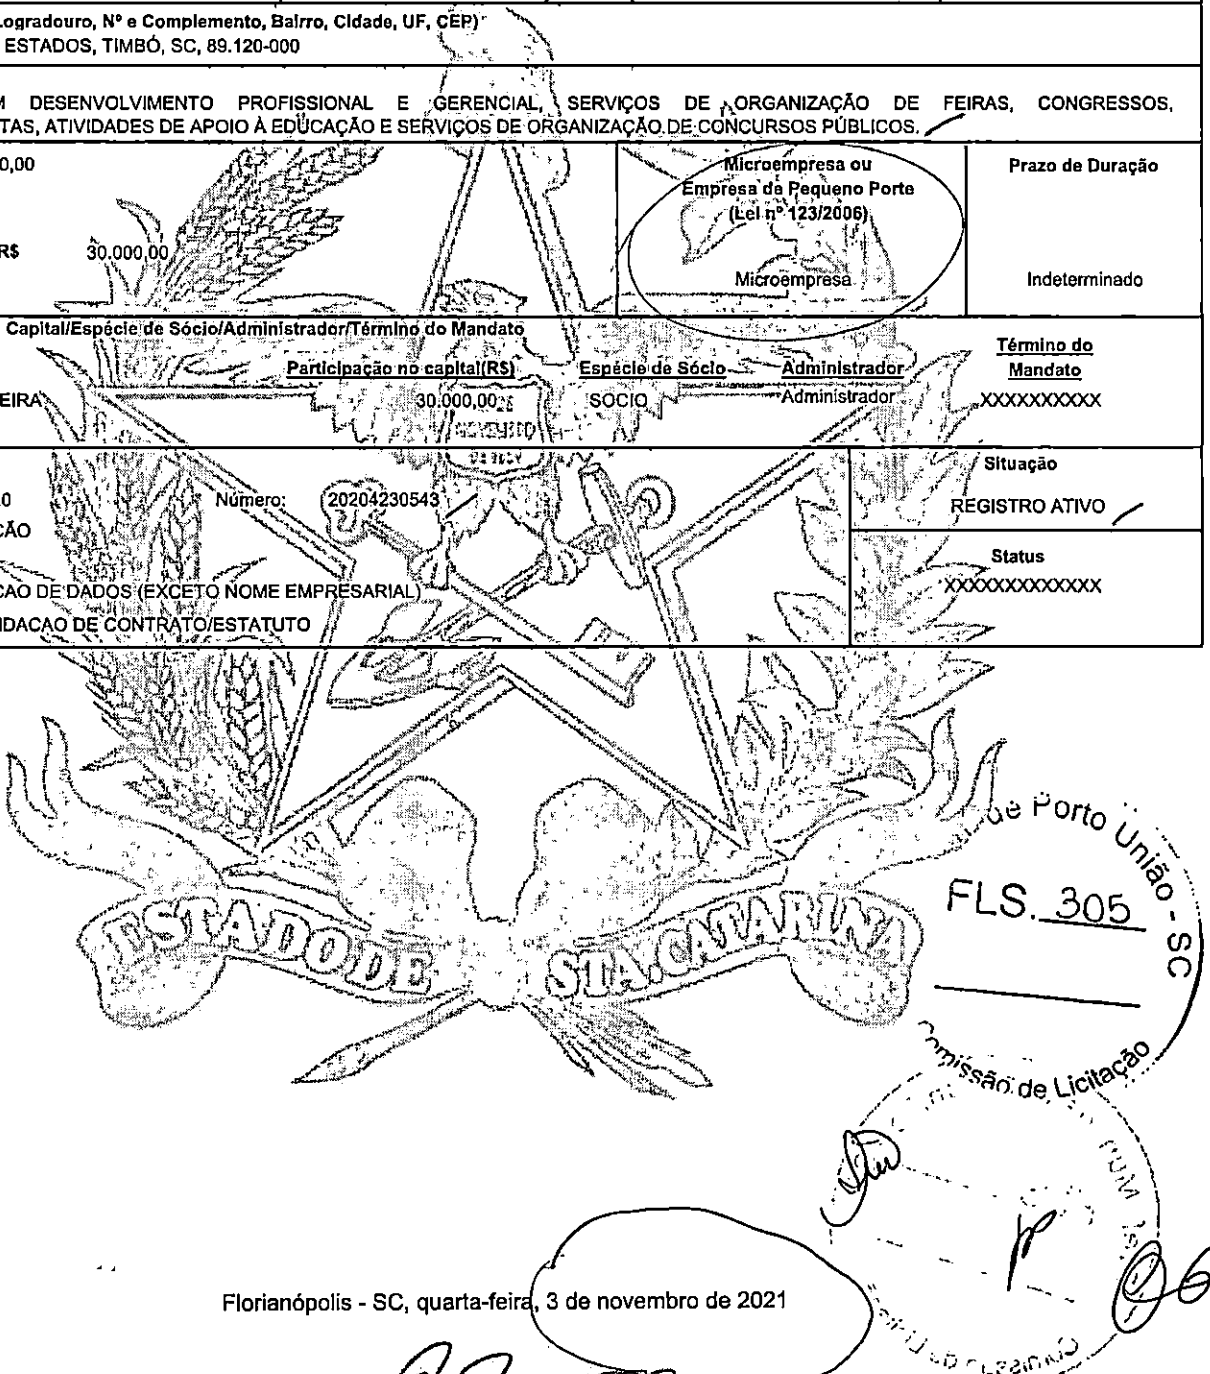 Logradouro, Nº e Complemento, Bairro, Cidade, UF, CEP)
ESTADOS, TIMBÓ, SC, 89.120-000
M DESENVOLVIMENTO PROFISSIONAL E GERENCIAL, SERVIÇOS DE ORGANIZAÇÃO DE FEIRAS, CONGRESSOS,
TAS, ATIVIDADES DE APOIO À EDUCAÇÃO E SERVIÇOS DE ORGANIZAÇÃO DE CONCURSOS PÚBLICOS.
0,00
R$ 30.000,00
Microempresa ou
Empresa de Pequeno Porte
(Lei nº 123/2006)
Microempresa
Prazo de Duração
Indeterminado
Capital/Espécie de Sócio/Administrador/Término do Mandato
Participação no capital(R$) Espécie de Sócio Administrador Término do
Mandato
EIRA 30.000,00 SOCIO Administrador XXXXXXXXXX
Número: 20204230543
ÇÃO
CAO DE DADOS (EXCETO NOME EMPRESARIAL)
IDACAO DE CONTRATO/ESTATUTO
Situação
REGISTRO ATIVO
Status
XXXXXXXXXXXXX
ESTADO DE STA. CATARINA
de Porto União - SC
FLS. 305
Comissão de Licitação
Florianópolis - SC, quarta-feira, 3 de novembro de 2021